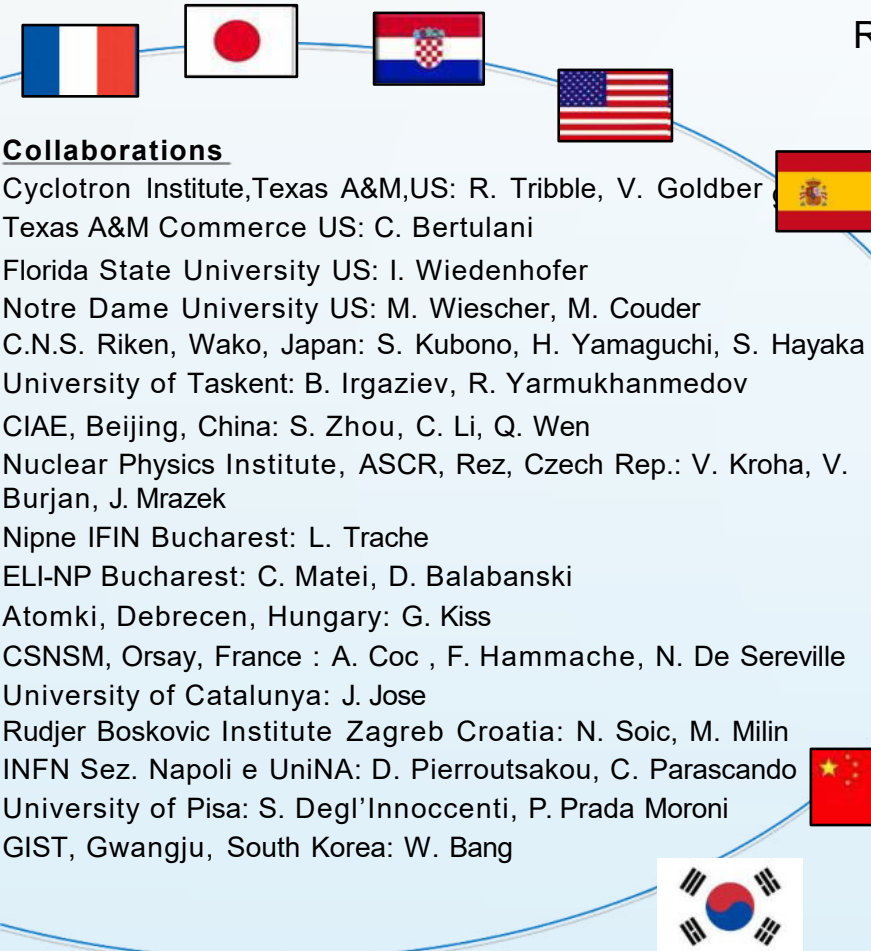 R
Collaborations
Cyclotron Institute,Texas A&M,US: R. Tribble, V. Goldber
Texas A&M Commerce US: C. Bertulani
Florida State University US: I. Wiedenhofer
Notre Dame University US: M. Wiescher, M. Couder
C.N.S. Riken, Wako, Japan: S. Kubono, H. Yamaguchi, S. Hayaka
University of Taskent: B. Irgaziev, R. Yarmukhanmedov
CIAE, Beijing, China: S. Zhou, C. Li, Q. Wen
Nuclear Physics Institute, ASCR, Rez, Czech Rep.: V. Kroha, V.
Burjan, J. Mrazek
Nipne IFIN Bucharest: L. Trache
ELI-NP Bucharest: C. Matei, D. Balabanski
Atomki, Debrecen, Hungary: G. Kiss
CSNSM, Orsay, France : A. Coc , F. Hammache, N. De Sereville
University of Catalunya: J. Jose
Rudjer Boskovic Institute Zagreb Croatia: N. Soic, M. Milin
INFN Sez. Napoli e UniNA: D. Pierroutsakou, C. Parascando
University of Pisa: S. Degl’Innoccenti, P. Prada Moroni
GIST, Gwangju, South Korea: W. Bang